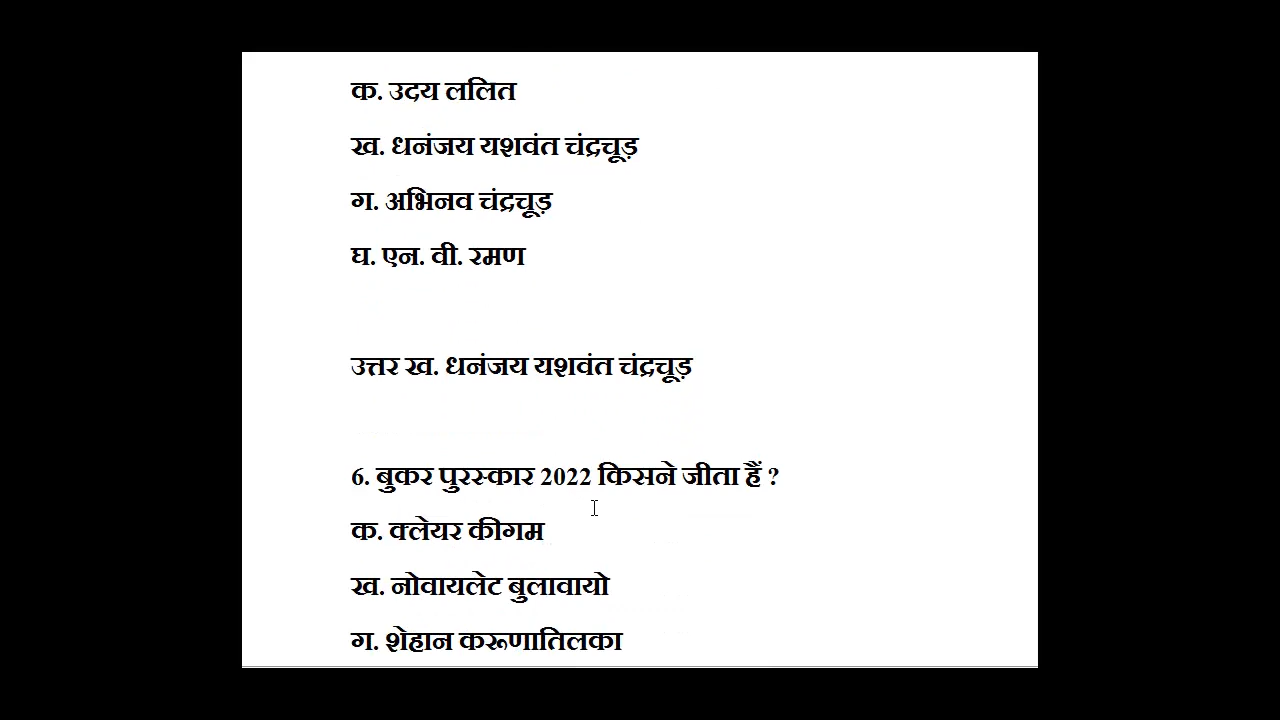 क. उदय ललित
ख. धनंजय यशवंत चंद्रचूड़
ग. अभिनव चंद्रचूड़
घ. एन. वी. रमण
उत्तर ख. धनंजय यशवंत चंद्रचूड़
6. बुकर पुरस्कार 2022 किसने जीता हैं ?
क. क्लेयर कीगम
ख. नोवायलेट बुलावायो
ग. शेहान करूणातिलका